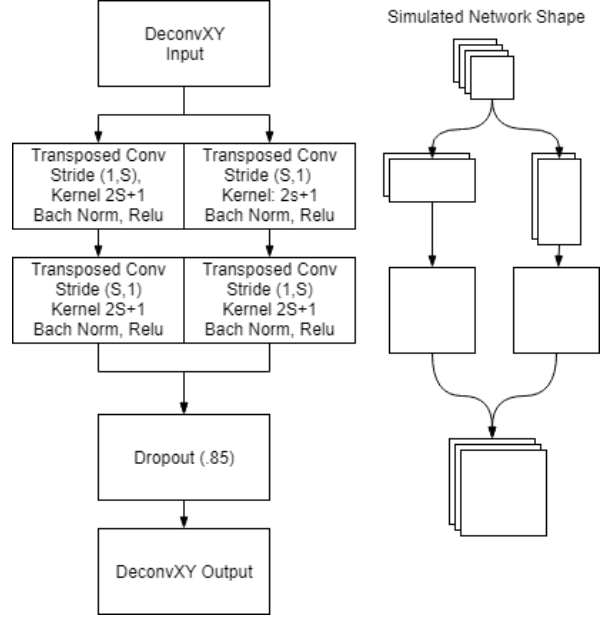 DeconvXY
Input
Simulated Network Shape
Transposed Conv
Stride (1,S),
Kernel 2S+1
Bach Norm, Relu
Transposed Conv
Stride (S,1)
Kernel: 2s+1
Bach Norm, Relu
Transposed Conv
Stride (S,1)
Kernel 2S+1
Bach Norm, Relu
Transposed Conv
Stride (1,S)
Kernel 2S+1
Bach Norm, Relu
Dropout (.85)
DeconvXY Output